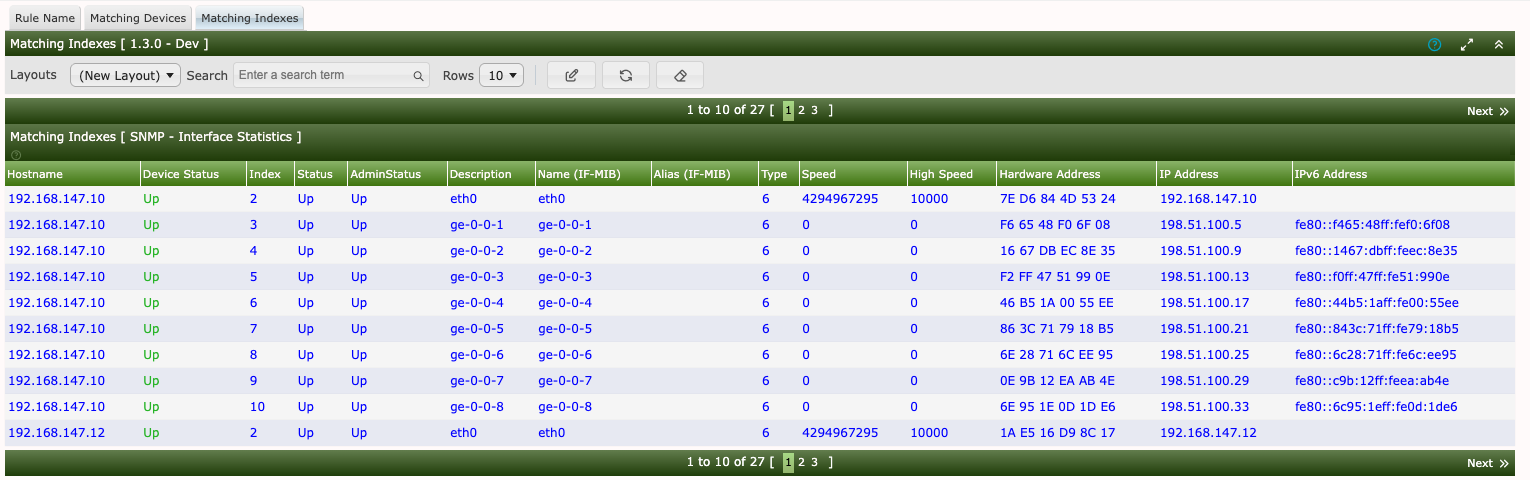 Rule Name Matching Devices Matching Indexes
Matching Indexes [ 1.3.0 - Dev ]
Layouts (New Layout) Search Enter a search term Rows 10
1 to 10 of 27 [ 1 2 3 ] Next »
Matching Indexes [ SNMP - Interface Statistics ]
Hostname Device Status Index Status AdminStatus Description Name (IF-MIB) Alias (IF-MIB) Type Speed High Speed Hardware Address IP Address IPv6 Address
192.168.147.10 Up 2 Up Up eth0 eth0 6 4294967295 10000 7E D6 84 4D 53 24 192.168.147.10
192.168.147.10 Up 3 Up Up ge-0-0-1 ge-0-0-1 6 0 0 F6 65 48 F0 6F 08 198.51.100.5 fe80::f465:48ff:fef0:6f08
192.168.147.10 Up 4 Up Up ge-0-0-2 ge-0-0-2 6 0 0 16 67 DB EC 8E 35 198.51.100.9 fe80::1467:dbff:feec:8e35
192.168.147.10 Up 5 Up Up ge-0-0-3 ge-0-0-3 6 0 0 F2 FF 47 51 99 0E 198.51.100.13 fe80::f0ff:47ff:fe51:990e
192.168.147.10 Up 6 Up Up ge-0-0-4 ge-0-0-4 6 0 0 46 B5 1A 00 55 EE 198.51.100.17 fe80::44b5:1aff:fe00:55ee
192.168.147.10 Up 7 Up Up ge-0-0-5 ge-0-0-5 6 0 0 86 3C 71 79 18 B5 198.51.100.21 fe80::843c:71ff:fe79:18b5
192.168.147.10 Up 8 Up Up ge-0-0-6 ge-0-0-6 6 0 0 6E 28 71 6C EE 95 198.51.100.25 fe80::6c28:71ff:fe6c:ee95
192.168.147.10 Up 9 Up Up ge-0-0-7 ge-0-0-7 6 0 0 0E 9B 12 EA AB 4E 198.51.100.29 fe80::c9b:12ff:feea:ab4e
192.168.147.10 Up 10 Up Up ge-0-0-8 ge-0-0-8 6 0 0 6E 95 1E 0D 1D E6 198.51.100.33 fe80::6c95:1eff:fe0d:1de6
192.168.147.12 Up 2 Up Up eth0 eth0 6 4294967295 10000 1A E5 16 D9 8C 17 192.168.147.12
1 to 10 of 27 [ 1 2 3 ] Next »